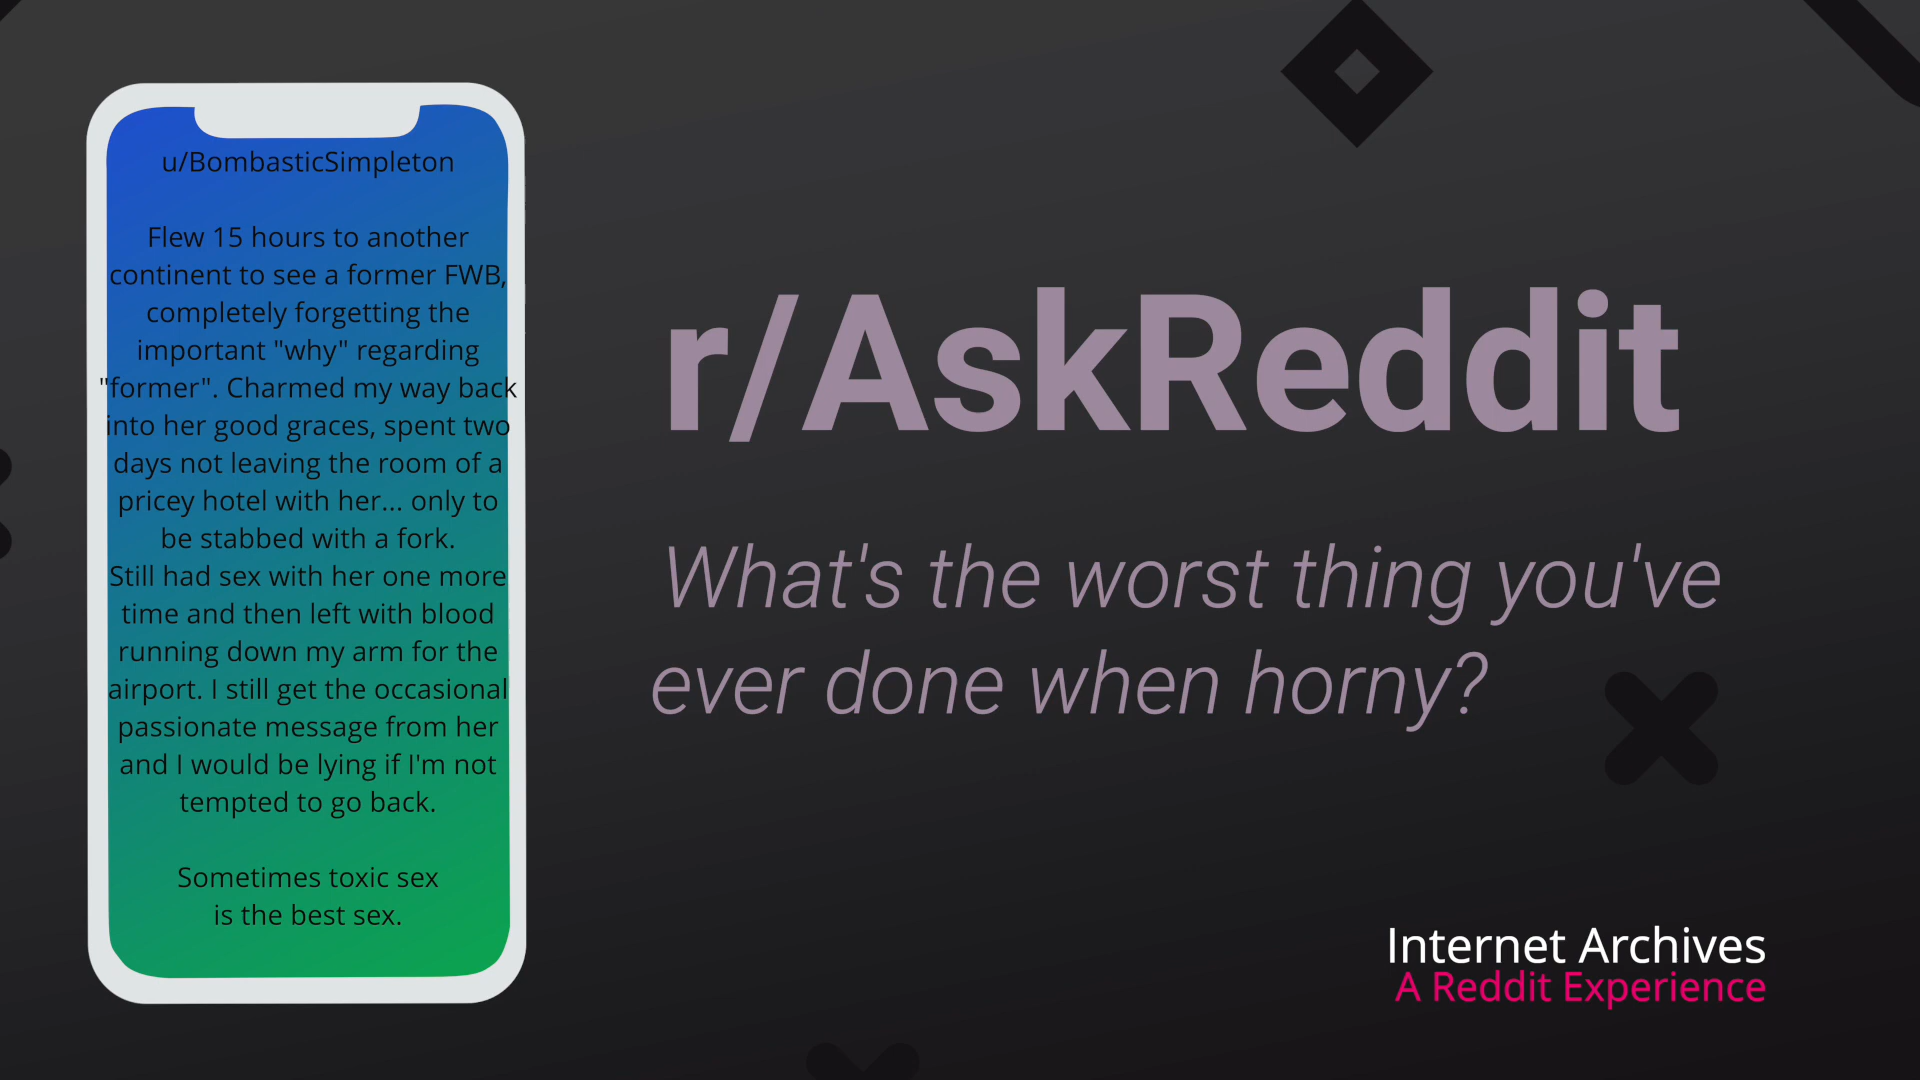 u/BombasticSimpleton
Flew 15 hours to another
continent to see a former FWB,
completely forgetting the
important "why" regarding
"former". Charmed my way back
into her good graces, spent two
days not leaving the room of a
pricey hotel with her... only to
be stabbed with a fork.
Still had sex with her one more
time and then left with blood
running down my arm for the
airport. I still get the occasional
passionate message from her
and I would be lying if I'm not
tempted to go back.
Sometimes toxic sex
is the best sex.
r/AskReddit
What's the worst thing you've
ever done when horny?
Internet Archives
A Reddit Experience